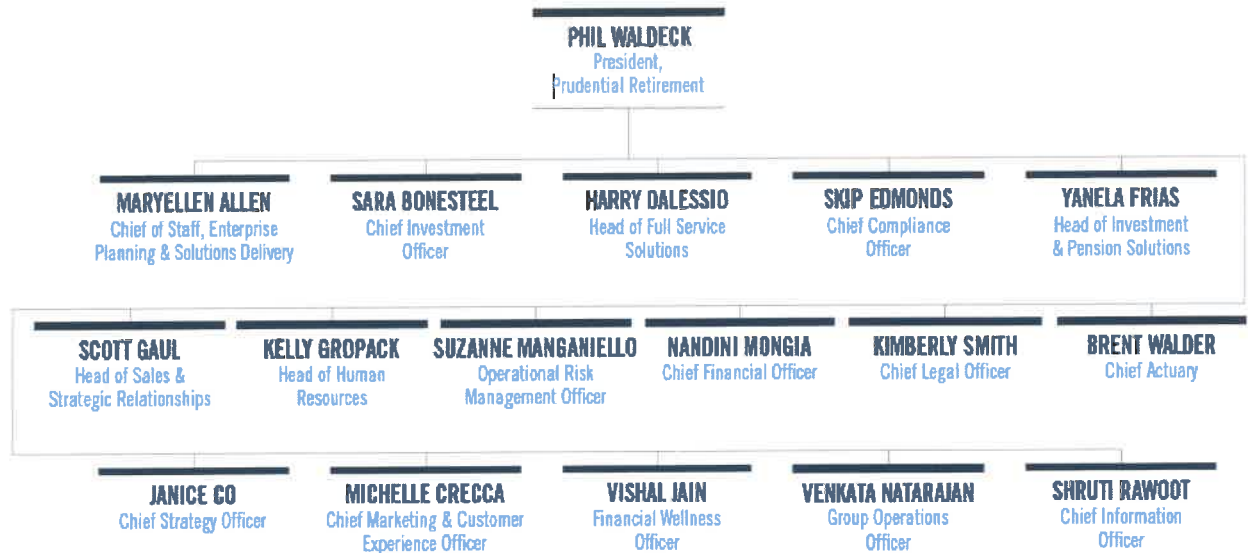 PHIL WALDECK
President,
Prudential Retirement
MARYELLEN ALLEN
Chief of Staff, Enterprise
Planning & Solutions Delivery
SARA BONESTEEL
Chief Investment
Officer
HARRY DALESSIO
Head of Full Service
Solutions
SKIP EDMONDS
Chief Compliance
Officer
YANELA FRIAS
Head of Investment
& Pension Solutions
SCOTT GAUL
Head of Sales &
Strategic Relationships
KELLY GROPACK
Head of Human
Resources
SUZANNE MANGANIELLO
Operational Risk
Management Officer
NANDINI MONGIA
Chief Financial Officer
KIMBERLY SMITH
Chief Legal Officer
BRENT WALDER
Chief Actuary
JANICE CO
Chief Strategy Officer
MICHELLE CRECCA
Chief Marketing & Customer
Experience Officer
VISHAL JAIN
Financial Wellness
Officer
VENKATA NATARAJAN
Group Operations
Officer
SHRUTI RAWOOT
Chief Information
Officer